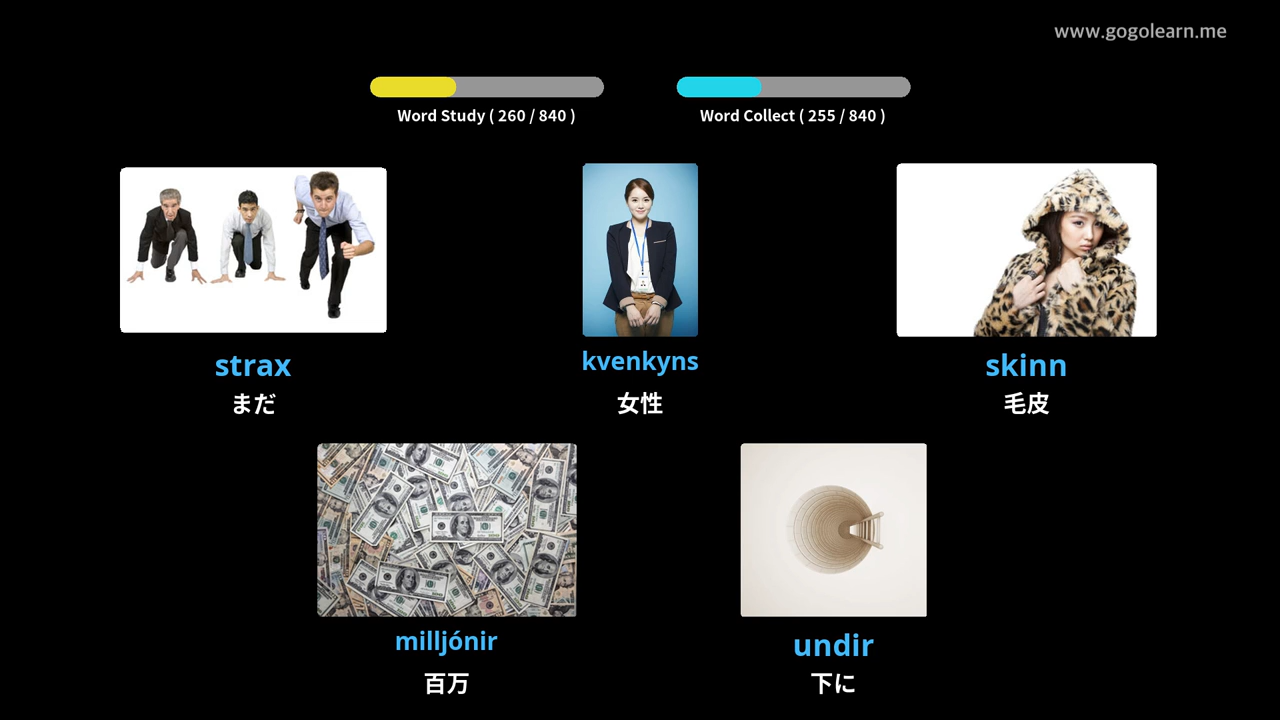 www.gogolearn.me
Word Study ( 260 / 840 )
Word Collect ( 255 / 840 )
strax
まだ
kvenkyns
女性
skinn
毛皮
milljónir
百万
undir
下に